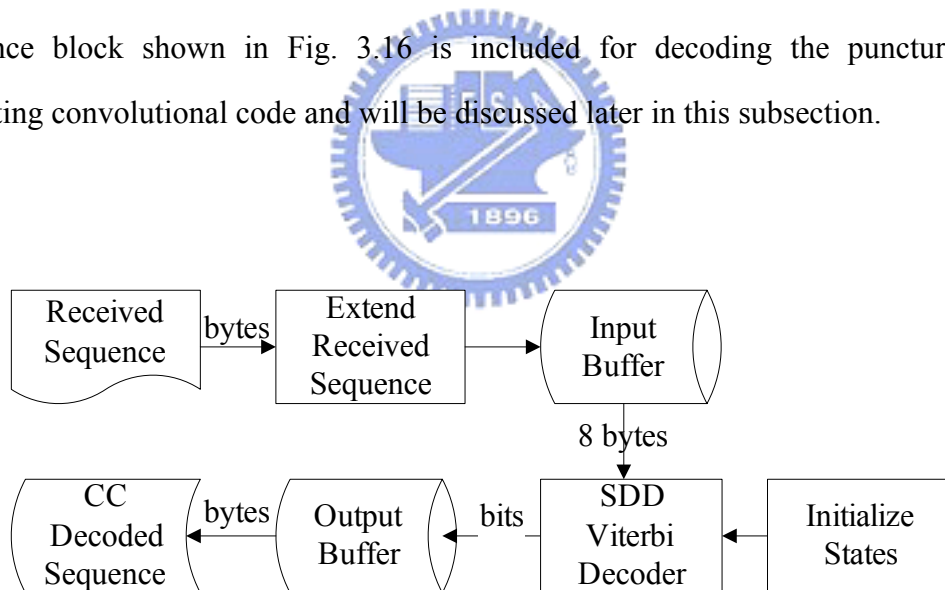 nce block shown in Fig. 3.16 is included for decoding the punctur
ting convolutional code and will be discussed later in this subsection.
1896
Received
Sequence
bytes
Extend
Received
Sequence
Input
Buffer
8 bytes
CC
Decoded
Sequence
bytes
Output
Buffer
bits
SDD
Viterbi
Decoder
Initialize
States